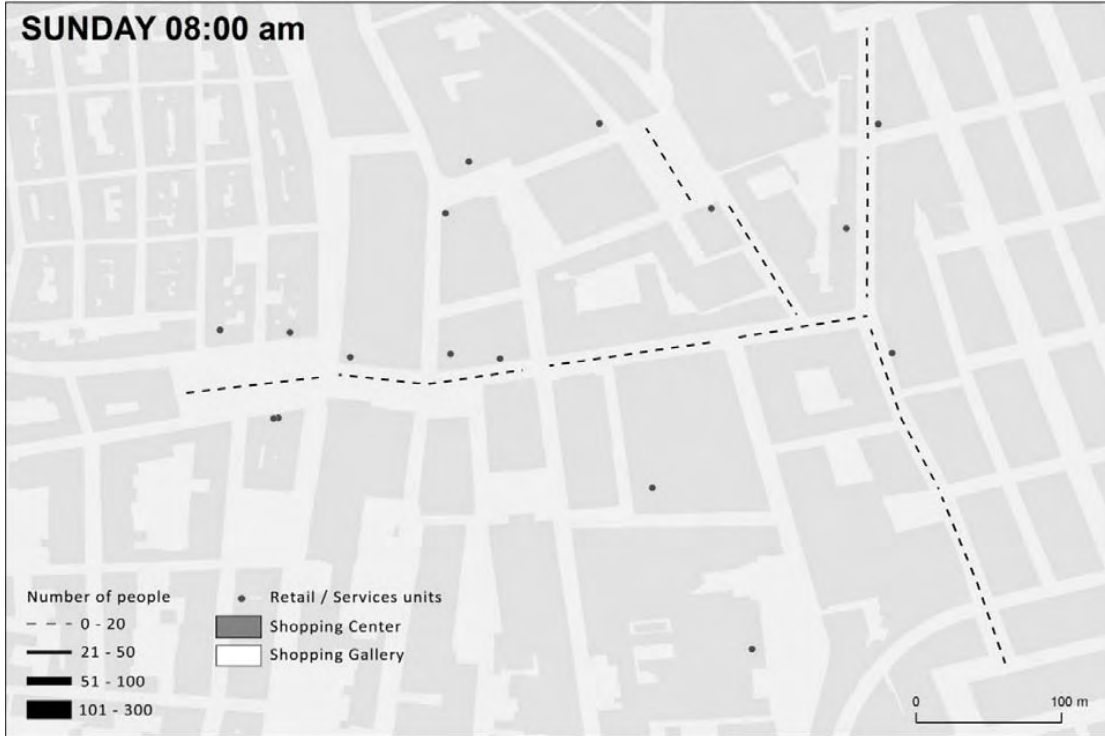 SUNDAY 08:00 am
Number of people
0 - 20
21 - 50
51 - 100
101 - 300
Retail / Services units
Shopping Center
Shopping Gallery
0 100 m